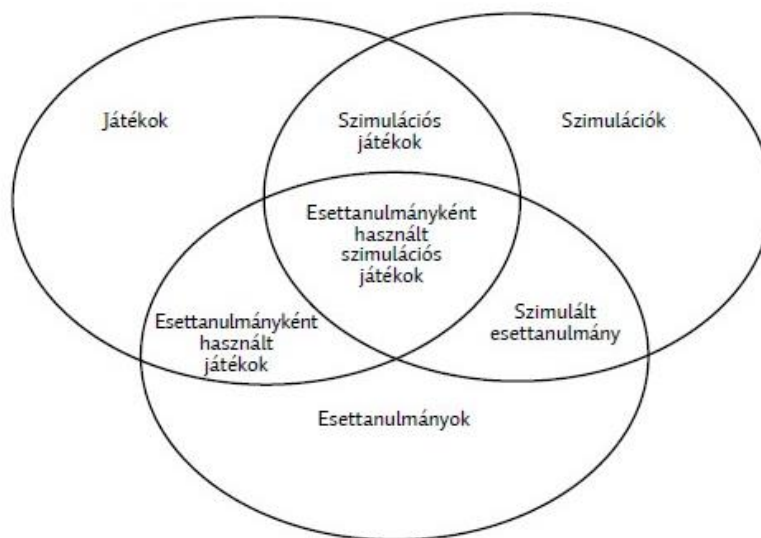 Játékok
Szimulációs
játékok
Szimulációk
Esettanulmányként
használt
szimulációs
játékok
Esettanulmányként
használt
játékok
Szimulált
esettanulmány
Esettanulmányok